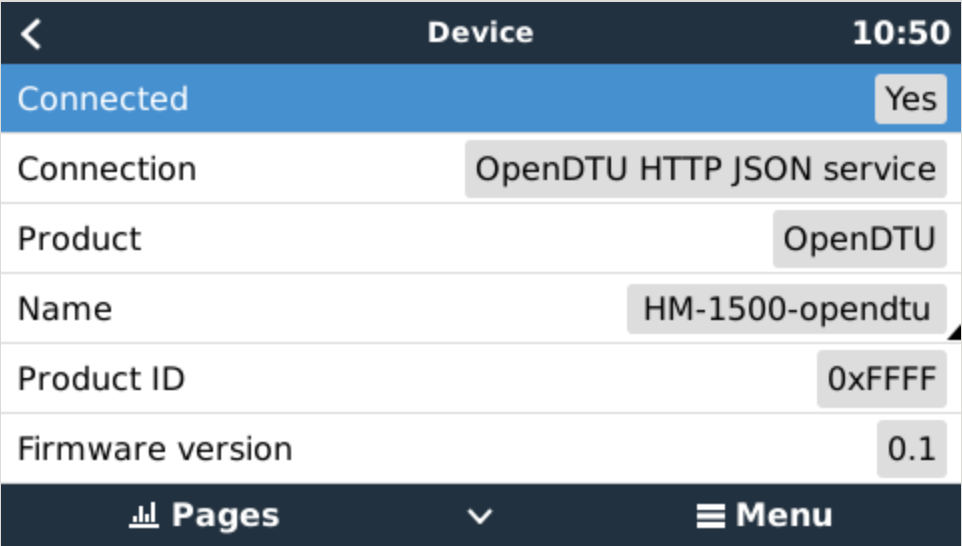 Device 10:50
Connected Yes
Connection OpenDTU HTTP JSON service
Product OpenDTU
Name HM-1500-opendtu
Product ID 0xFFFF
Firmware version 0.1
Pages Menu